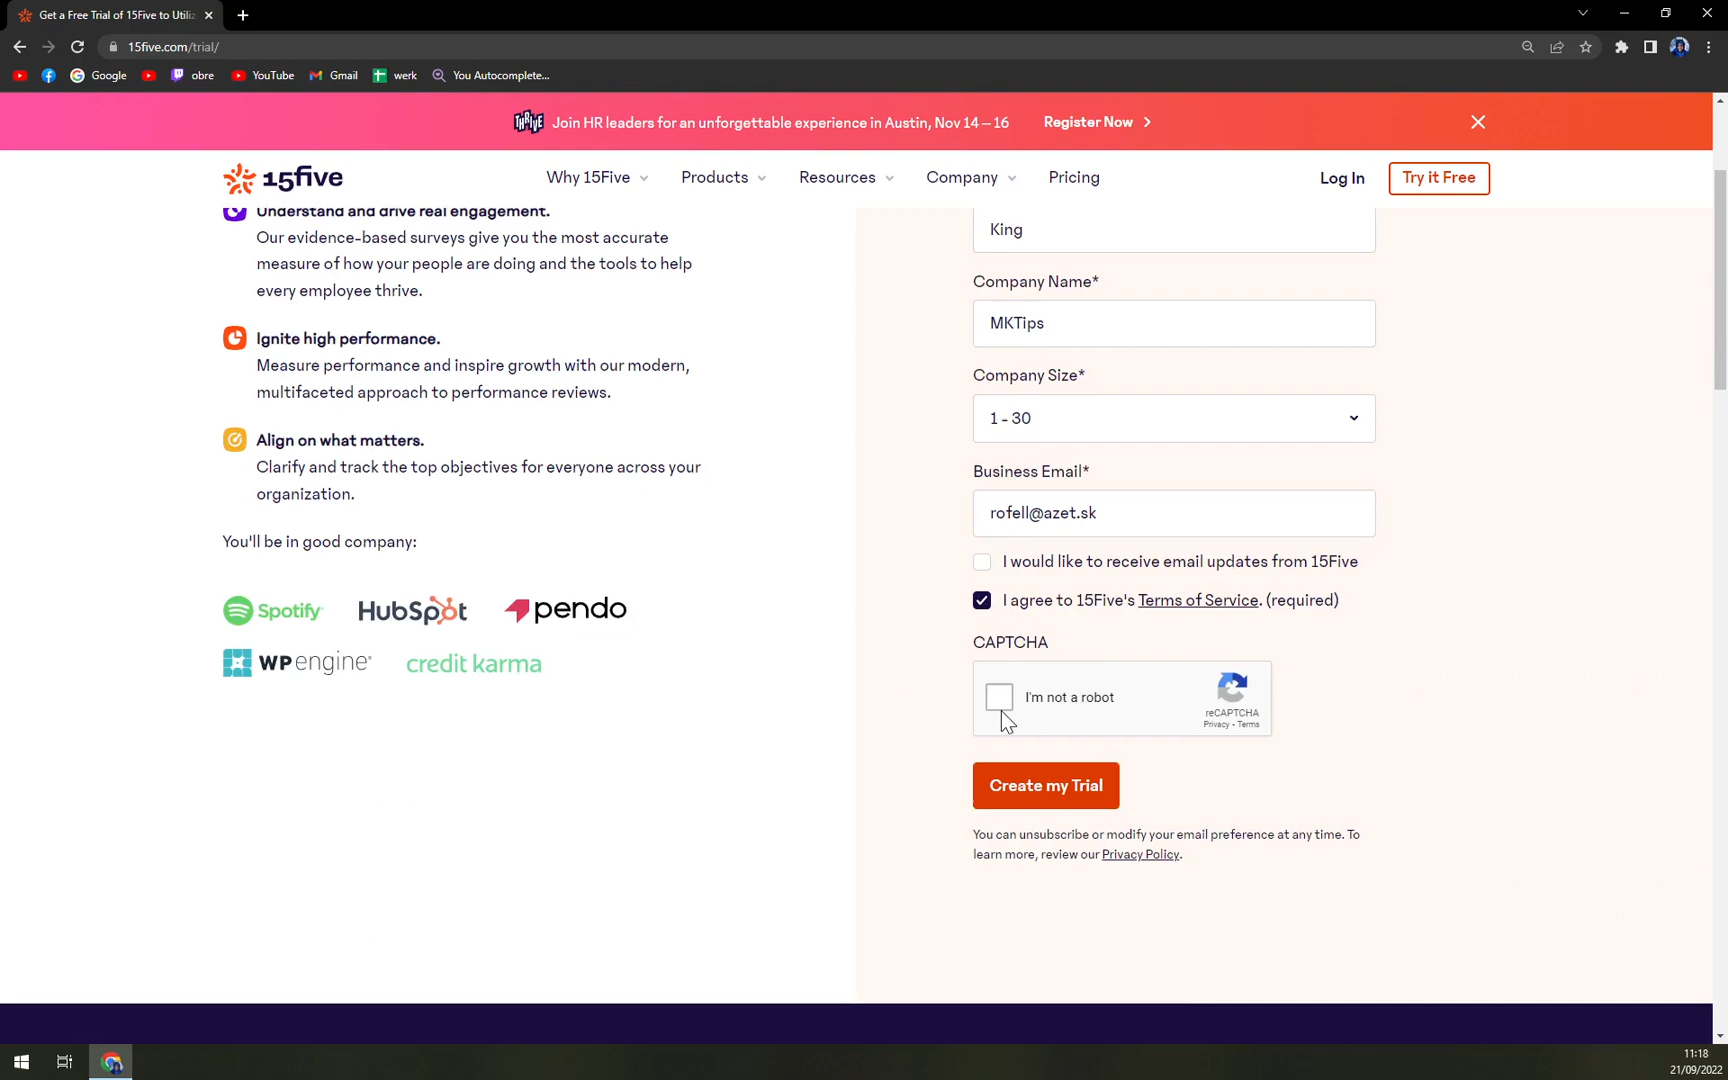 Get a Free Trial of 15Five to Utiliz
15five.com/trial/
Google
obre
YouTube
Gmail
werk
You Autocomplete...
THRIVE Join HR leaders for an unforgettable experience in Austin, Nov 14 – 16 Register Now
15five
Why 15Five
Products
Resources
Company
Pricing
Log In
Try it Free
Understand and drive real engagement.
Our evidence-based surveys give you the most accurate
measure of how your people are doing and the tools to help
every employee thrive.
Ignite high performance.
Measure performance and inspire growth with our modern,
multifaceted approach to performance reviews.
Align on what matters.
Clarify and track the top objectives for everyone across your
organization.
You'll be in good company:
Spotify HubSpot pendo
WP engine credit karma
King
Company Name*
MKTips
Company Size*
1 - 30
Business Email*
rofell@azet.sk
I would like to receive email updates from 15Five
I agree to 15Five's Terms of Service. (required)
CAPTCHA
I'm not a robot
reCAPTCHA
Privacy - Terms
Create my Trial
You can unsubscribe or modify your email preference at any time. To
learn more, review our Privacy Policy.
11:18
21/09/2022